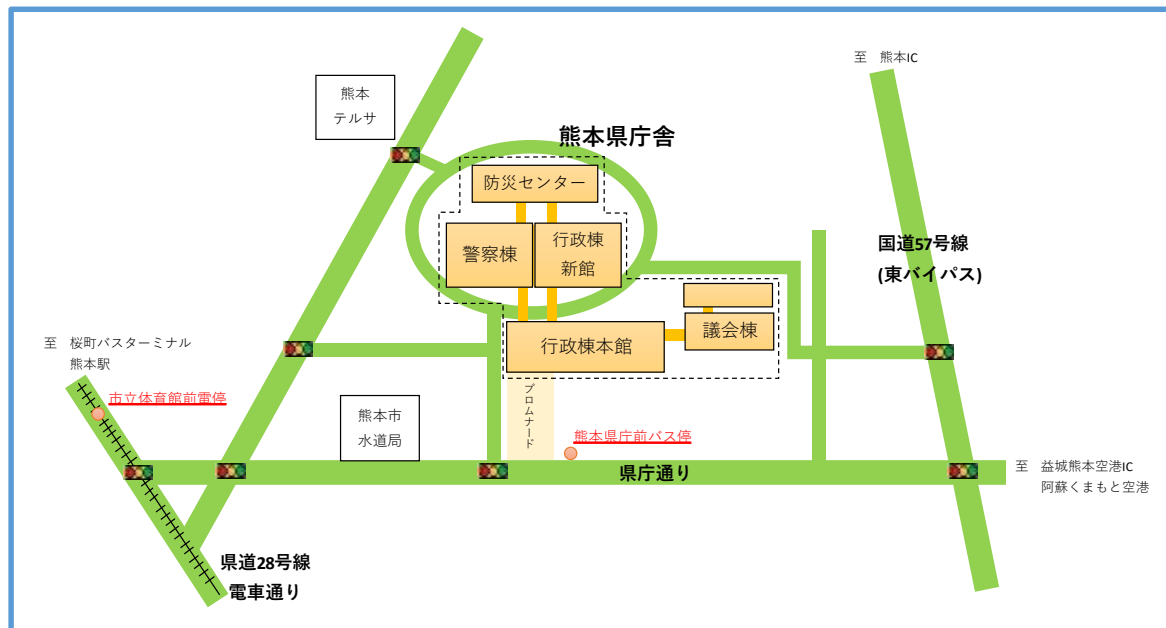 至　熊本IC
熊本
テルサ
熊本県庁舎
防災センター
警察棟
行政棟
新館
国道57号線
(東バイパス)
議会棟
行政棟本館
至　桜町バスターミナル
熊本駅
市立体育館前電停
プロムナード
熊本市
水道局
熊本県庁前バス停
県庁通り
至　益城熊本空港IC
阿蘇くまもと空港
県道28号線
電車通り